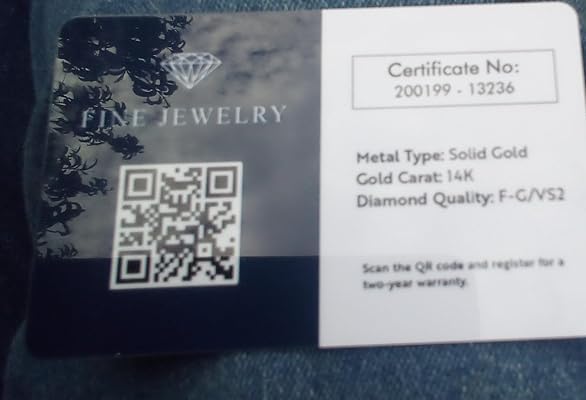 FINE JEWELRY
Certificate No:
200199 - 13236
Metal Type: Solid Gold
Gold Carat: 14K
Diamond Quality: F-G/VS2
Scan the QR code and register for a
two-year warranty.